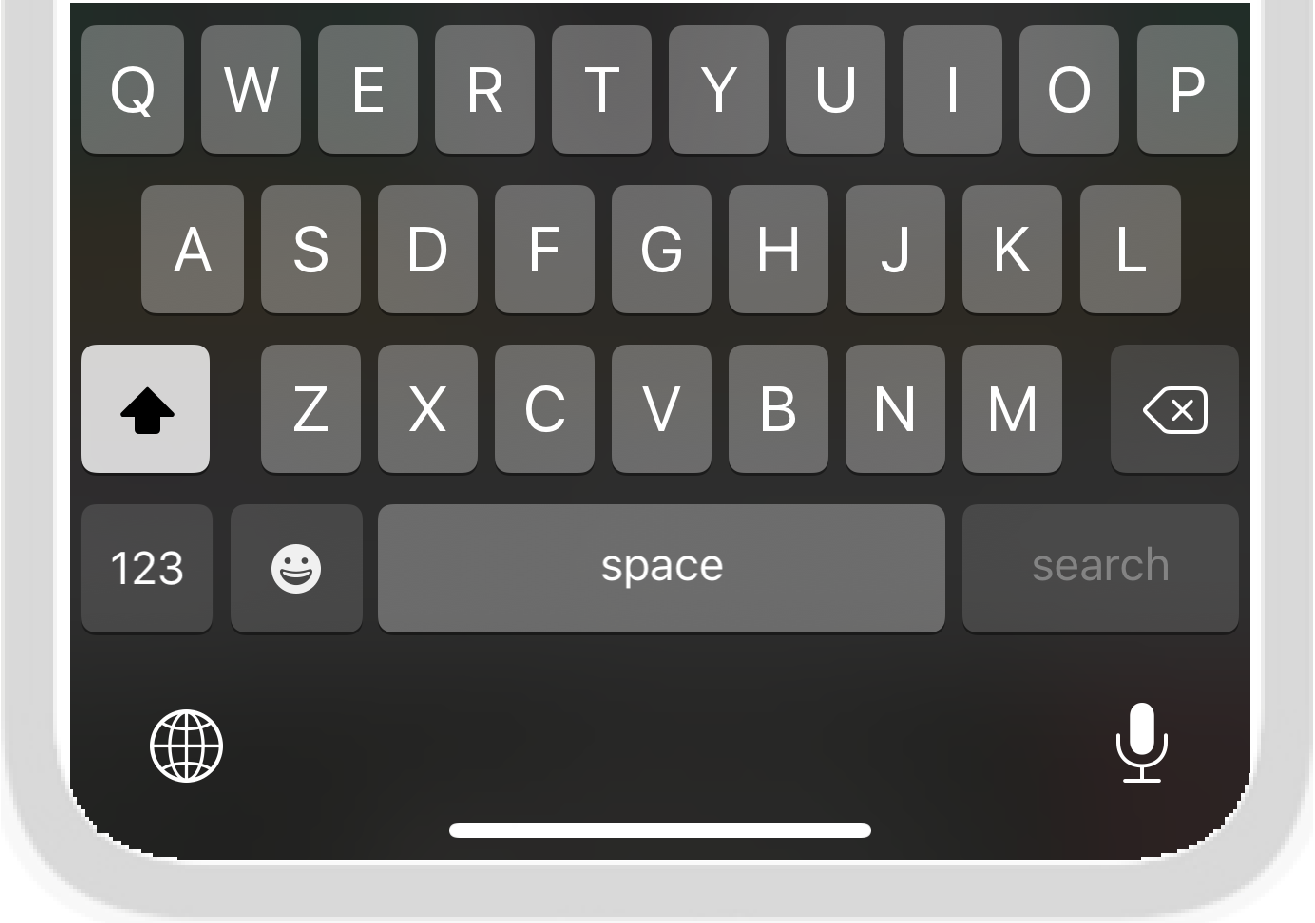 Q W E R T Y U I O P
A S D F G H J K L
Z X C V B N M
123 space search